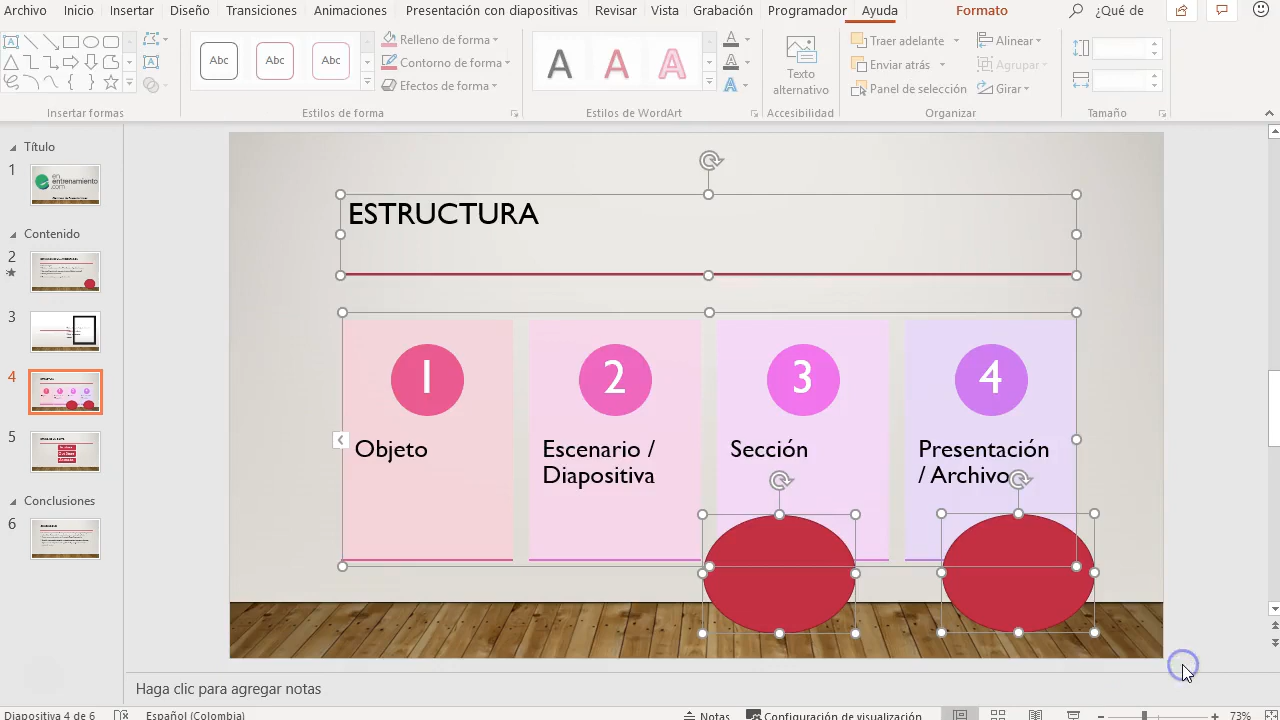 Archivo Inicio Insertar Diseño Transiciones Animaciones Presentación con diapositivas Revisar Vista Grabación Programador Ayuda Formato ¿Qué de
Abc Abc Abc
Relleno de forma
Contorno de forma
Efectos de forma
A A A
A
A
A
Texto
alternativo
Traer adelante
Enviar atrás
Panel de selección
Alinear
Agrupar
Girar
Insertar formas Estilos de forma Estilos de WordArt Accesibilidad Organizar Tamaño
Título
1
en
entrenamiento
.com
Contenido
2
3
4
5
Conclusiones
6
ESTRUCTURA
1 2 3 4
Objeto
Escenario /
Diapositiva
Sección
Presentación
/ Archivo
Haga clic para agregar notas
Diapositiva 4 de 6 Español (Colombia) Notas Configuración de visualización 73%